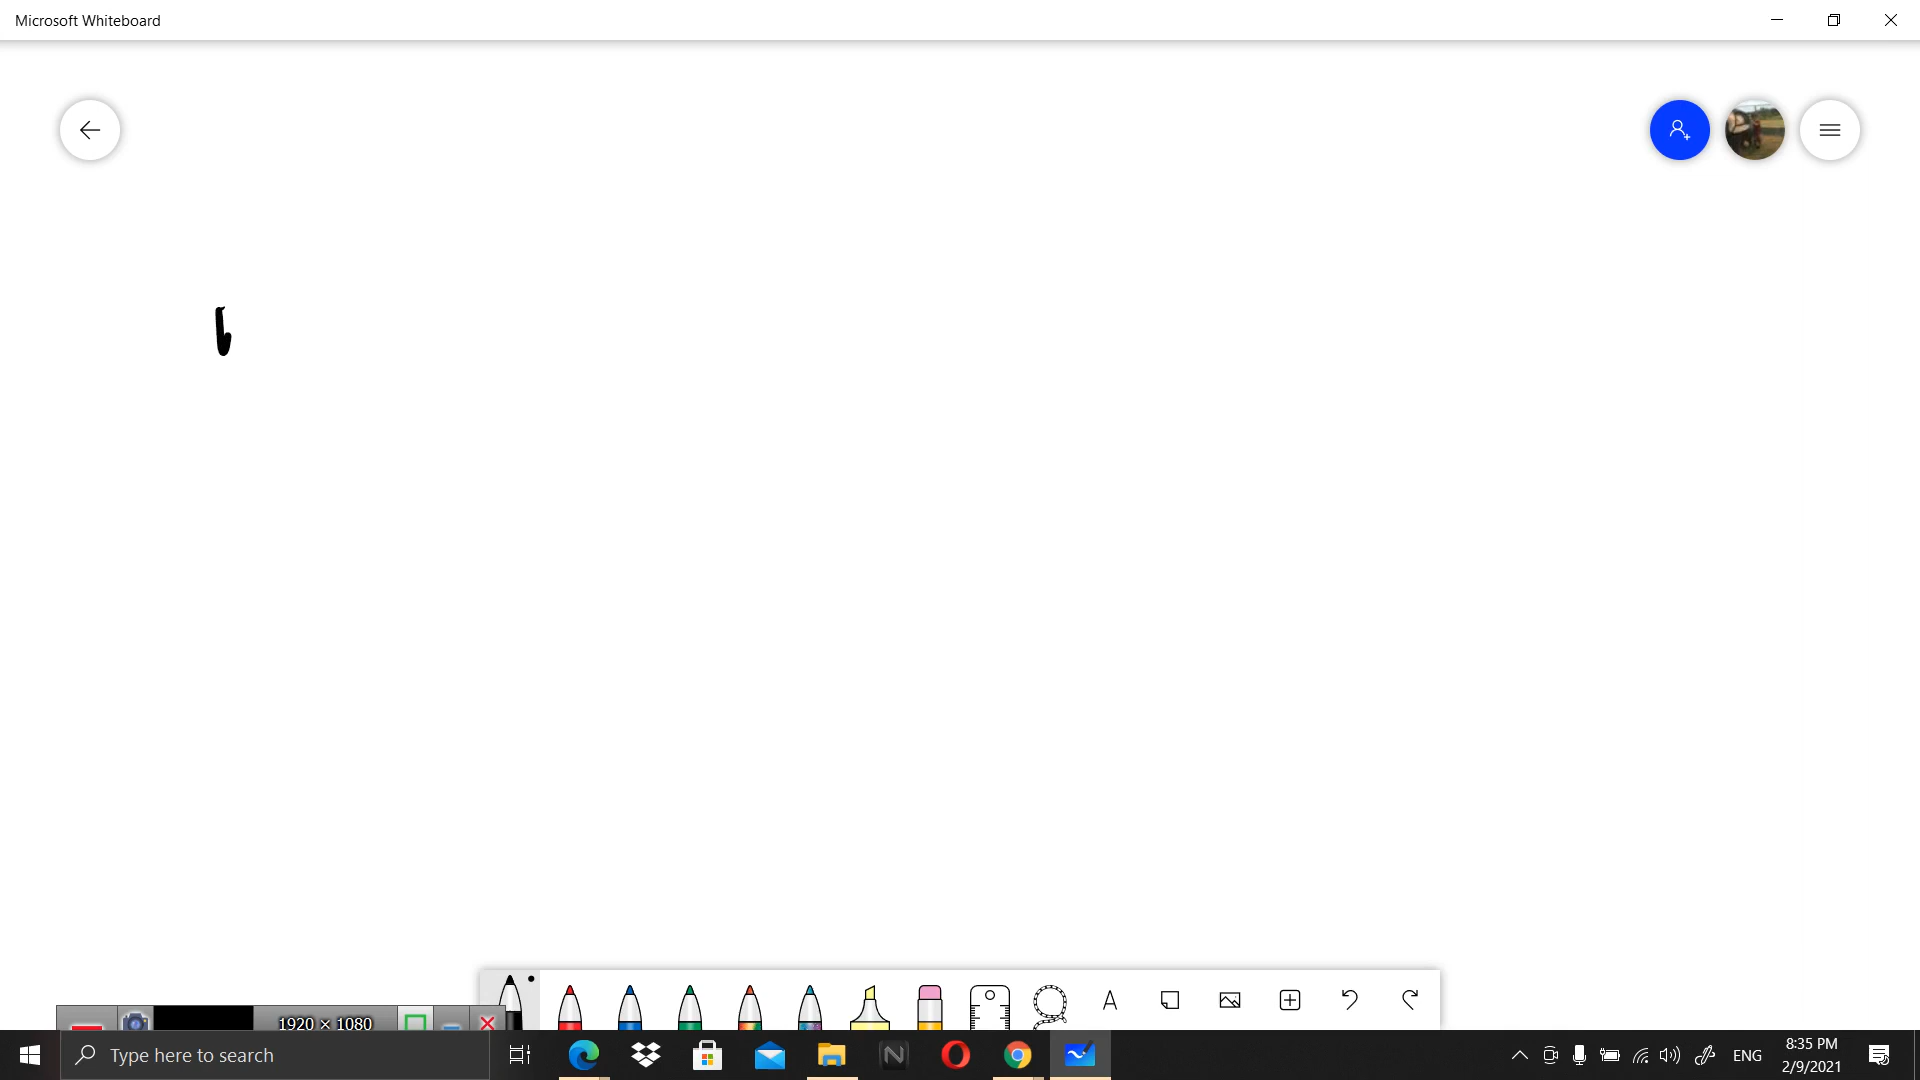 Microsoft Whiteboard
1920 × 1080
Type here to search
ENG
8:35 PM
2/9/2021